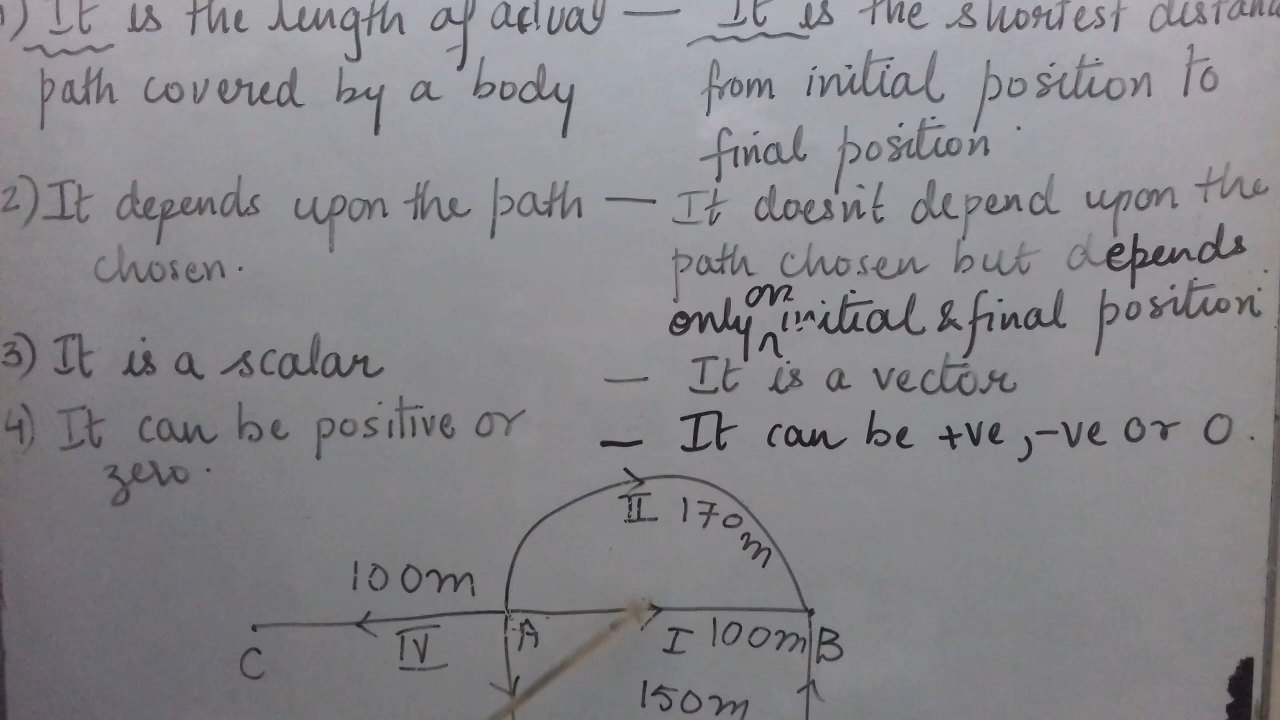 1) It is the length of actual — It is the shortest distanc
path covered by a body from initial position to
final position.
2) It depends upon the path — It doesn't depend upon the
chosen. path chosen but depends
only on initial & final position.
3) It is a scalar — It is a vector
4) It can be positive or — It can be +ve, -ve or 0.
zero.
II 170m
100m
C IV A I 100m B
150m